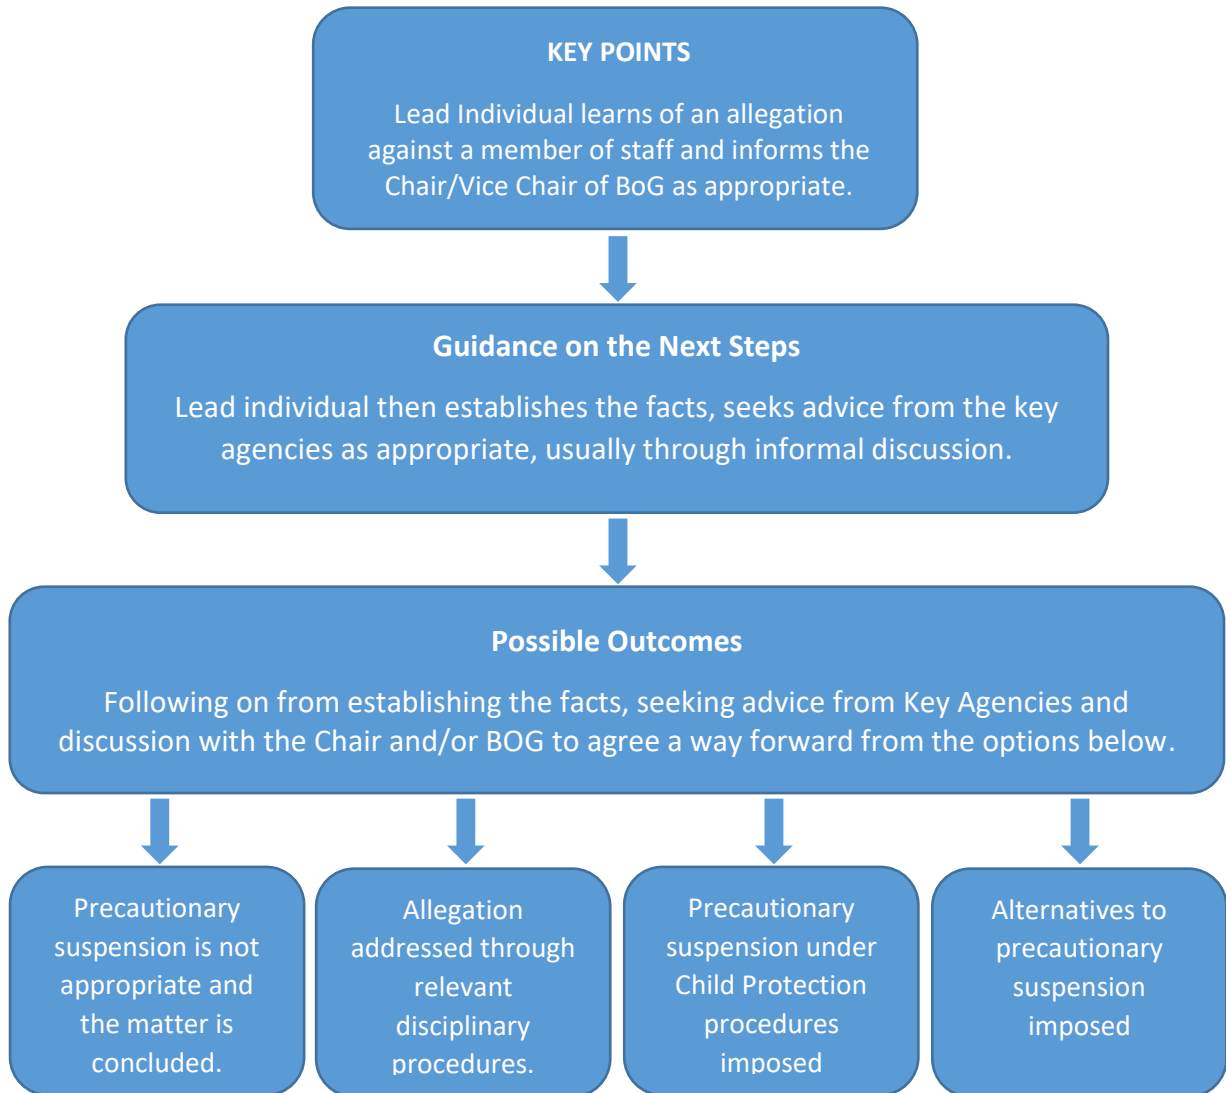 KEY POINTS
Lead Individual learns of an allegation
against a member of staff and informs the
Chair/Vice Chair of BoG as appropriate.
Guidance on the Next Steps
Lead individual then establishes the facts, seeks advice from the key
agencies as appropriate, usually through informal discussion.
Possible Outcomes
Following on from establishing the facts, seeking advice from Key Agencies and
discussion with the Chair and/or BOG to agree a way forward from the options below.
Precautionary
suspension is not
appropriate and
the matter is
concluded.
Allegation
addressed through
relevant
disciplinary
procedures.
Precautionary
suspension under
Child Protection
procedures
imposed
Alternatives to
precautionary
suspension
imposed